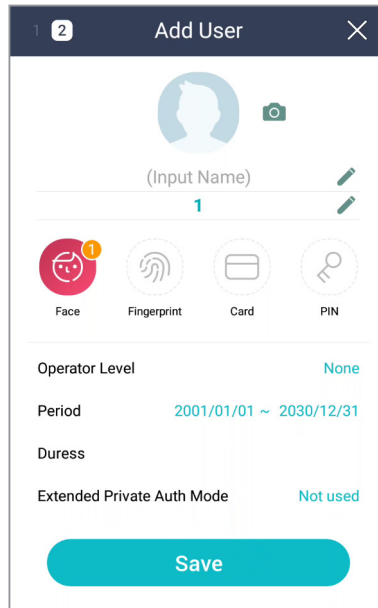 1 2 Add User
(Input Name)
1
1
Face Fingerprint Card PIN
Operator Level None
Period 2001/01/01 ~ 2030/12/31
Duress
Extended Private Auth Mode Not used
Save